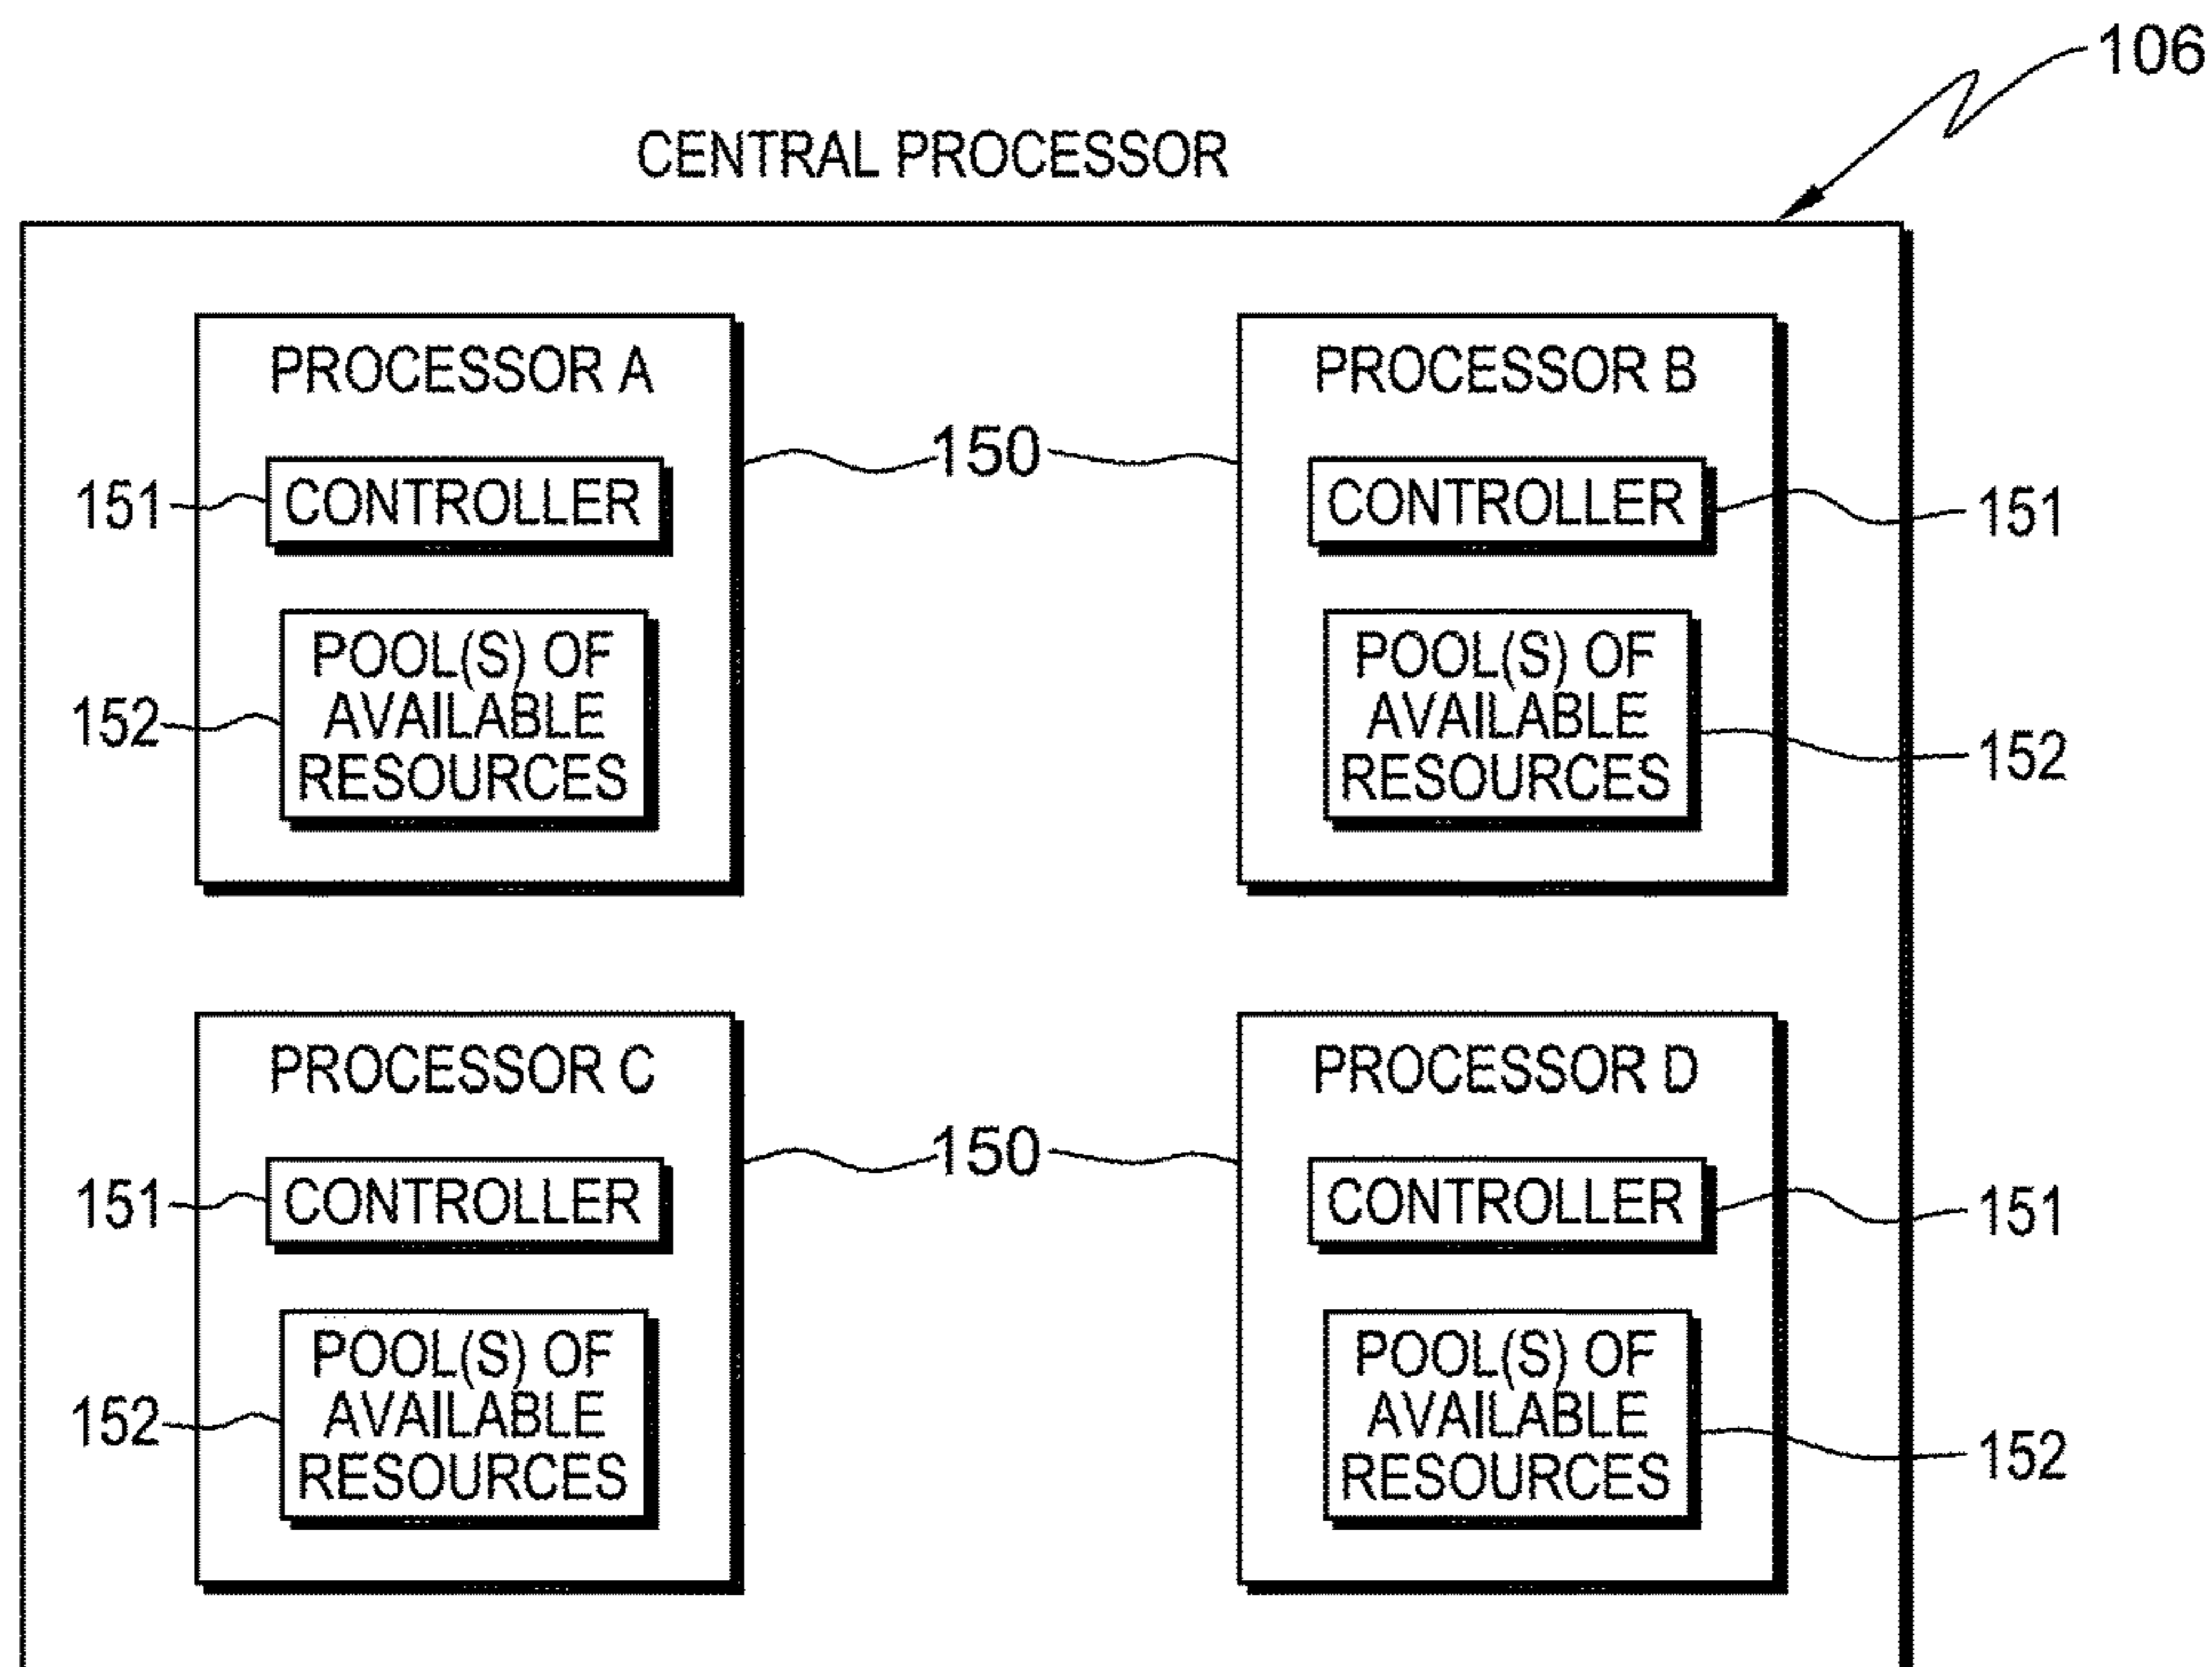 106
CENTRAL PROCESSOR
PROCESSOR A
150
PROCESSOR B
151
CONTROLLER
CONTROLLER
151
152
POOL(S) OF
AVAILABLE
RESOURCES
POOL(S) OF
AVAILABLE
RESOURCES
152
PROCESSOR C
150
PROCESSOR D
151
CONTROLLER
CONTROLLER
151
152
POOL(S) OF
AVAILABLE
RESOURCES
POOL(S) OF
AVAILABLE
RESOURCES
152